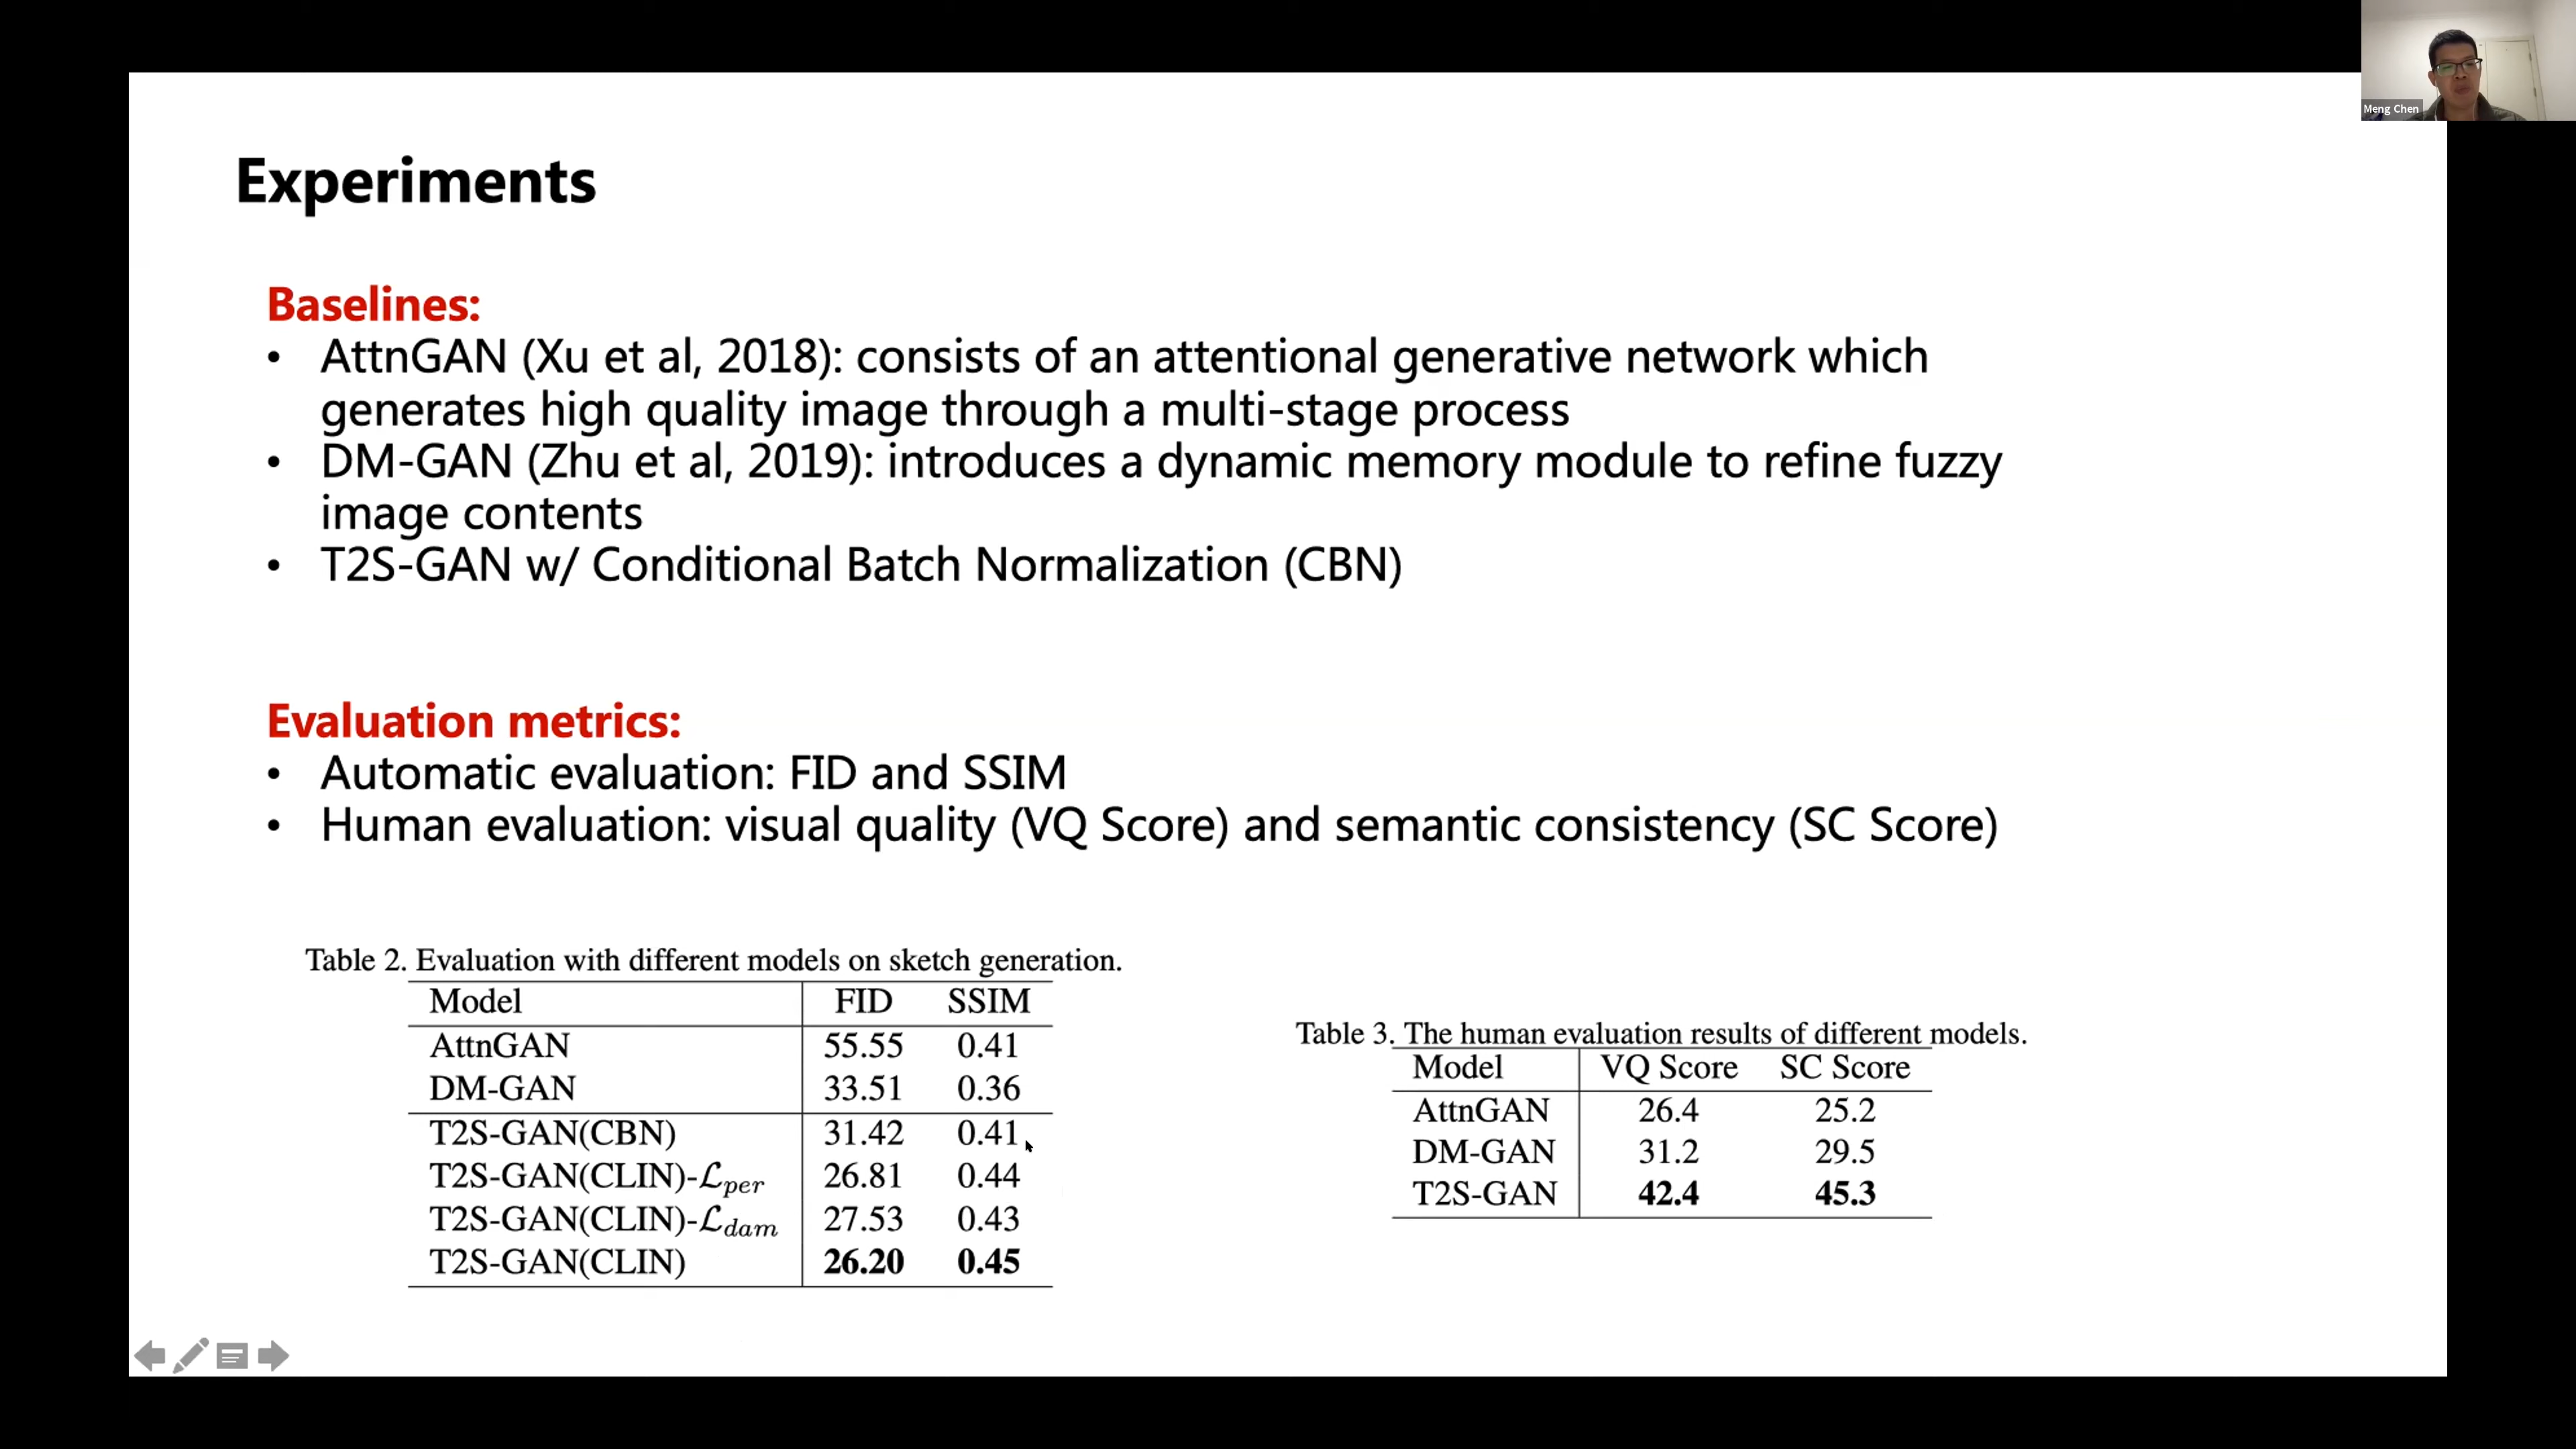 Meng Chen
Experiments
Baselines:
• AttnGAN (Xu et al, 2018): consists of an attentional generative network which
generates high quality image through a multi-stage process
• DM-GAN (Zhu et al, 2019): introduces a dynamic memory module to refine fuzzy
image contents
• T2S-GAN w/ Conditional Batch Normalization (CBN)
Evaluation metrics:
• Automatic evaluation: FID and SSIM
• Human evaluation: visual quality (VQ Score) and semantic consistency (SC Score)
Table 2. Evaluation with different models on sketch generation.
Model FID SSIM
AttnGAN 55.55 0.41
DM-GAN 33.51 0.36
T2S-GAN(CBN) 31.42 0.41
T2S-GAN(CLIN)-ℒper 26.81 0.44
T2S-GAN(CLIN)-ℒdam 27.53 0.43
T2S-GAN(CLIN) 26.20 0.45
Table 3. The human evaluation results of different models.
Model VQ Score SC Score
AttnGAN 26.4 25.2
DM-GAN 31.2 29.5
T2S-GAN 42.4 45.3